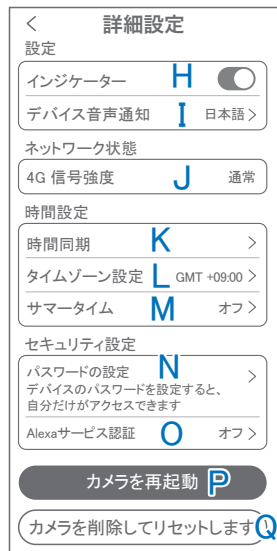 < 詳細設定
設定
インジケーター H
デバイス音声通知 I 日本語 >
ネットワーク状態
4G 信号強度 J 通常
時間設定
時間同期 K >
タイムゾーン設定 L GMT +09:00 >
サマータイム M オフ >
セキュリティ設定
パスワードの設定 N >
デバイスのパスワードを設定すると、
自分だけがアクセスできます
Alexaサービス認証 O オフ >
カメラを再起動 P
カメラを削除してリセットします Q